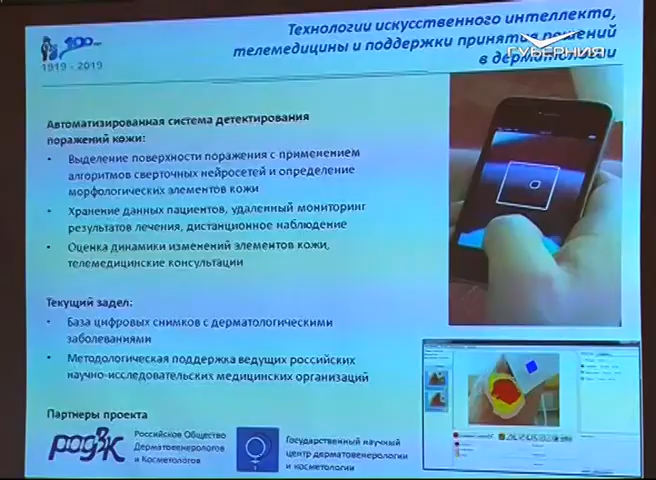 Технологии искусственного интеллекта,
телемедицины и поддержки принятия решений
в дерматологии
ГУБЕРНИЯ
100 лет
1919 - 2019
Автоматизированная система детектирования
поражений кожи:
• Выделение поверхности поражения с применением
алгоритмов сверточных нейросетей и определение
морфологических элементов кожи
• Хранение данных пациентов, удаленный мониторинг
результатов лечения, дистанционное наблюдение
• Оценка динамики изменений элементов кожи,
телемедицинские консультации
Текущий задел:
• База цифровых снимков с дерматологическими
заболеваниями
• Методологическая поддержка ведущих российских
научно-исследовательских медицинских организаций
Партнеры проекта
родвк
Российское Общество
Дерматовенерологов
и Косметологов
Государственный научный
центр дерматовенерологии
и косметологии